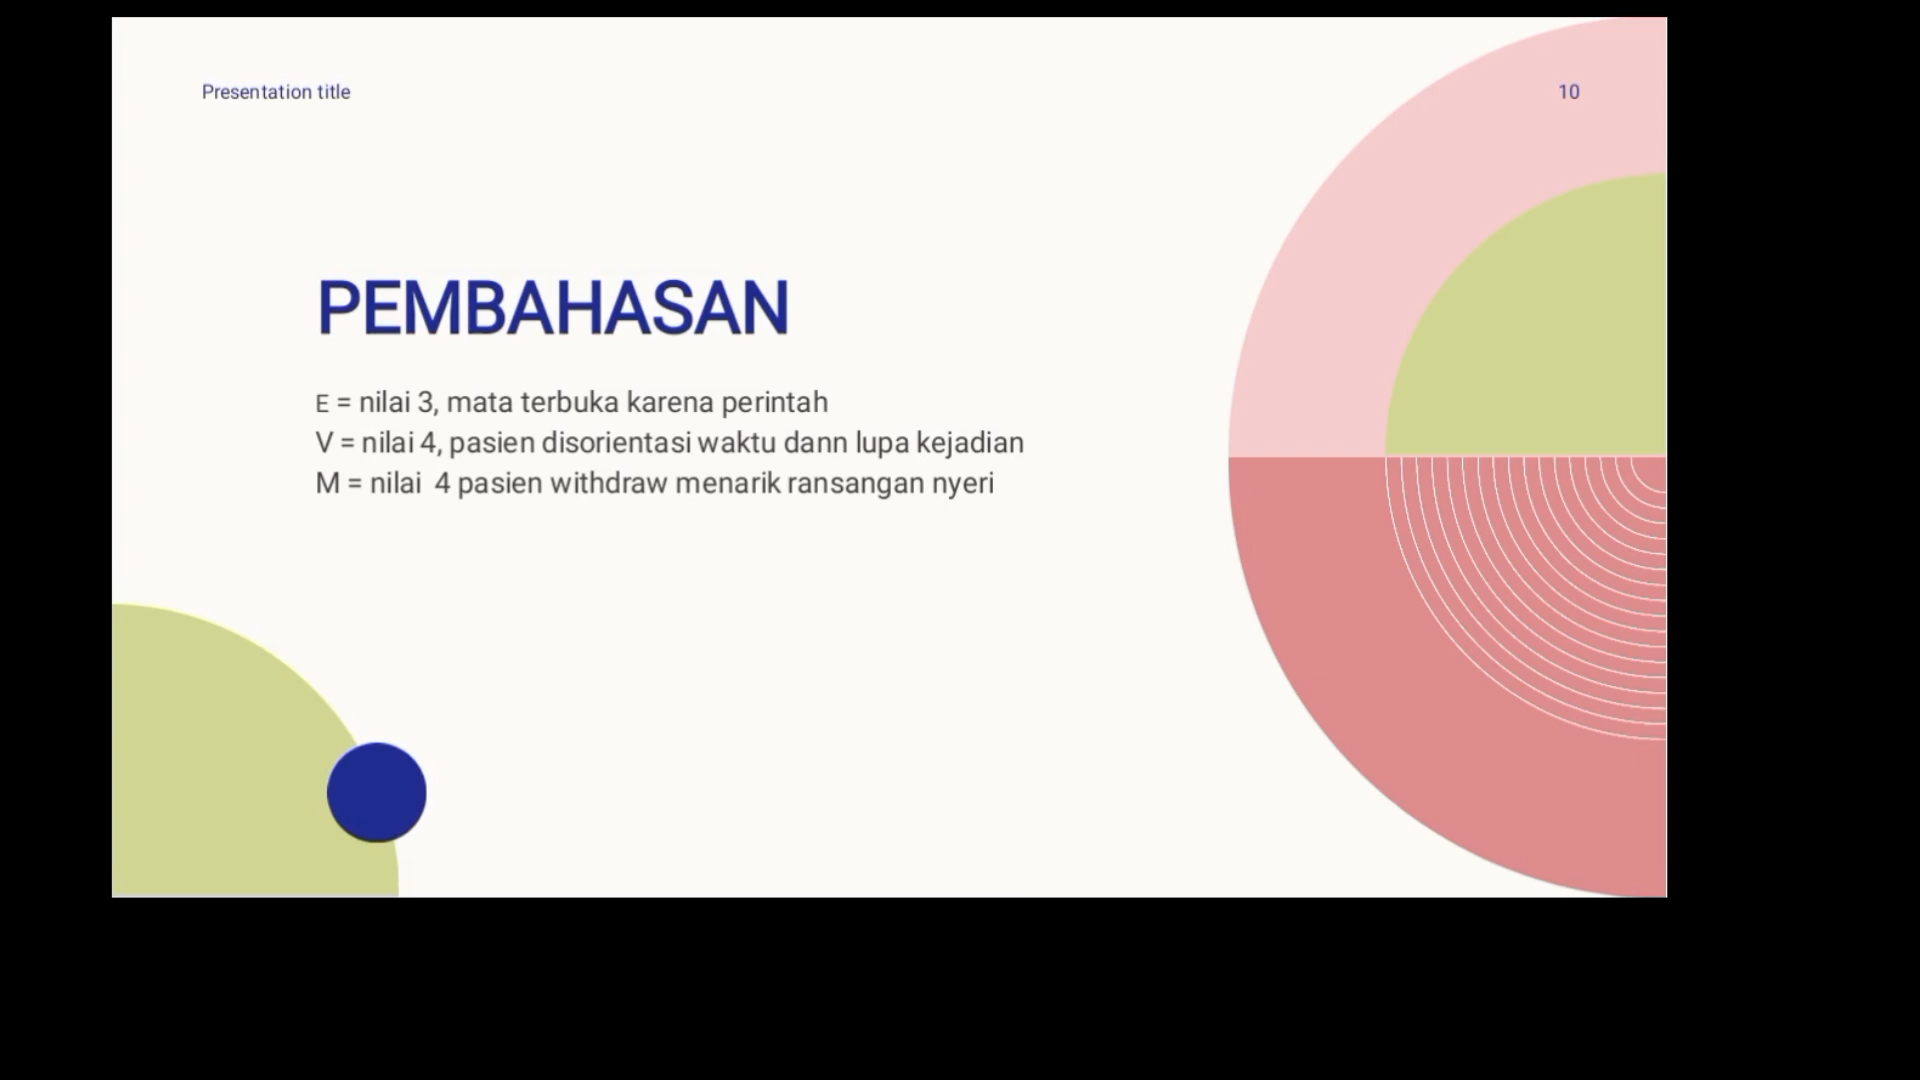 Presentation title
10
PEMBAHASAN
E = nilai 3, mata terbuka karena perintah
V = nilai 4, pasien disorientasi waktu dann lupa kejadian
M = nilai  4 pasien withdraw menarik ransangan nyeri